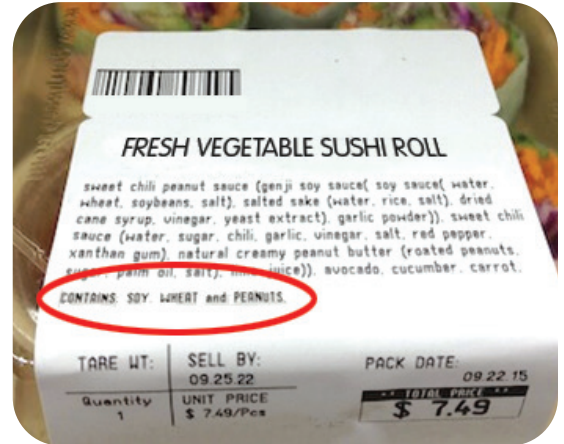 FRESH VEGETABLE SUSHI ROLL
sweet chili peanut sauce (genji soy sauce( soy sauce( water,
wheat, soybeans, salt), salted sake (water, rice, salt), dried
cane syrup, vinegar, yeast extract), garlic powder)), sweet chili
sauce (water, sugar, chili, garlic, vinegar, salt, red pepper,
xanthan gum), natural creamy peanut butter (roated peanuts,
sugar, palm oil, salt), juice)), avocado, cucumber, carrot,
CONTAINS: SOY, WHEAT and PEANUTS.
TARE WT:
SELL BY:
09.25.22
PACK DATE:
09.22.15
Quantity
1
UNIT PRICE
$ 7.49/Pcs
** TOTAL PRICE **
$ 7.49